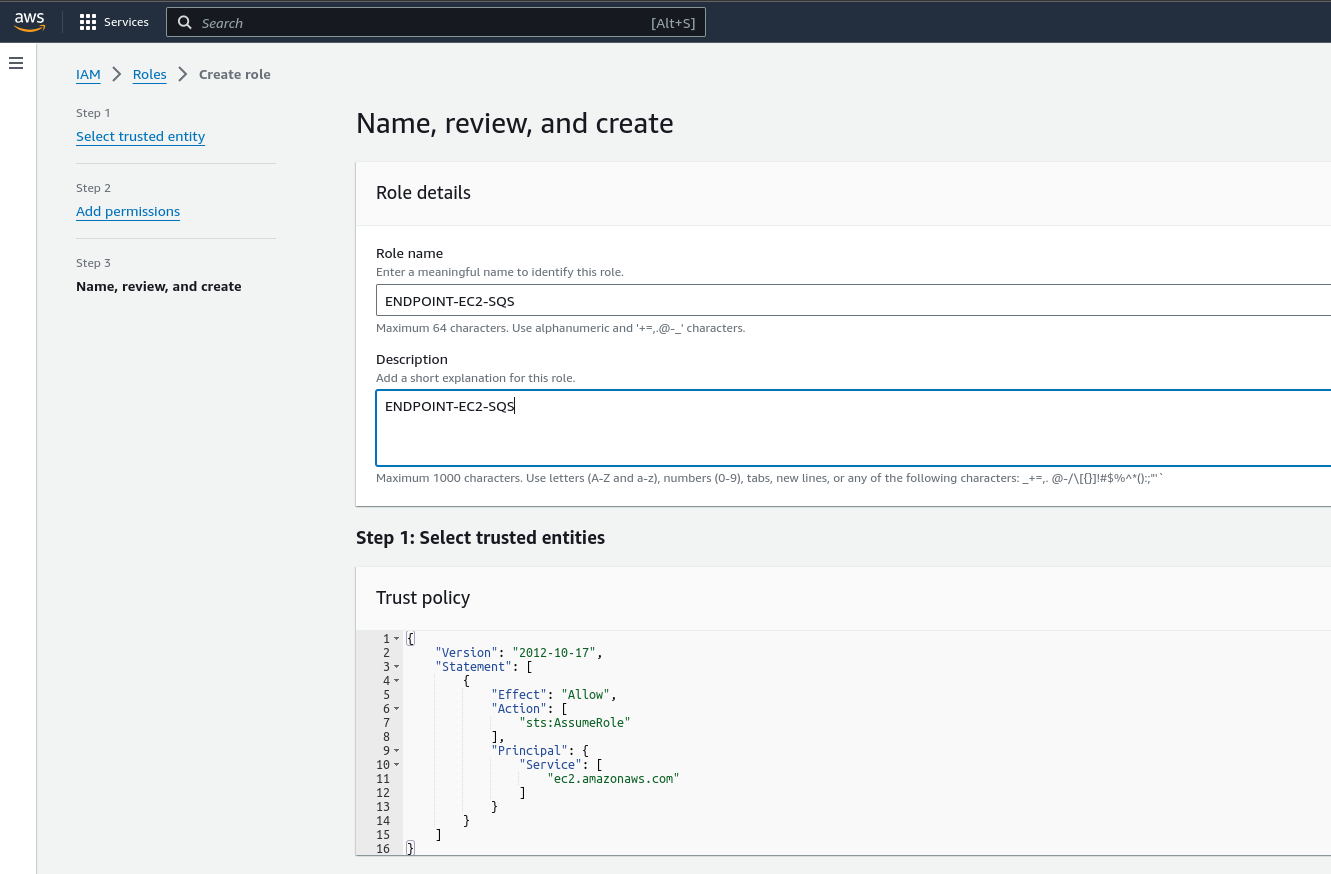 aws
Services
Search
[Alt+S]
IAM > Roles > Create role
Step 1
Select trusted entity
Step 2
Add permissions
Step 3
Name, review, and create
Name, review, and create
Role details
Role name
Enter a meaningful name to identify this role.
ENDPOINT-EC2-SQS
Maximum 64 characters. Use alphanumeric and '+=,.@-_' characters.
Description
Add a short explanation for this role.
ENDPOINT-EC2-SQS
Maximum 1000 characters. Use letters (A-Z and a-z), numbers (0-9), tabs, new lines, or any of the following characters: _+=,. @-/\[{}]!#$%^*();:"'`
Step 1: Select trusted entities
Trust policy
1 {
2     "Version": "2012-10-17",
3     "Statement": [
4         {
5             "Effect": "Allow",
6             "Action": [
7                 "sts:AssumeRole"
8             ],
9             "Principal": {
10                 "Service": [
11                     "ec2.amazonaws.com"
12                 ]
13             }
14         }
15     ]
16 }